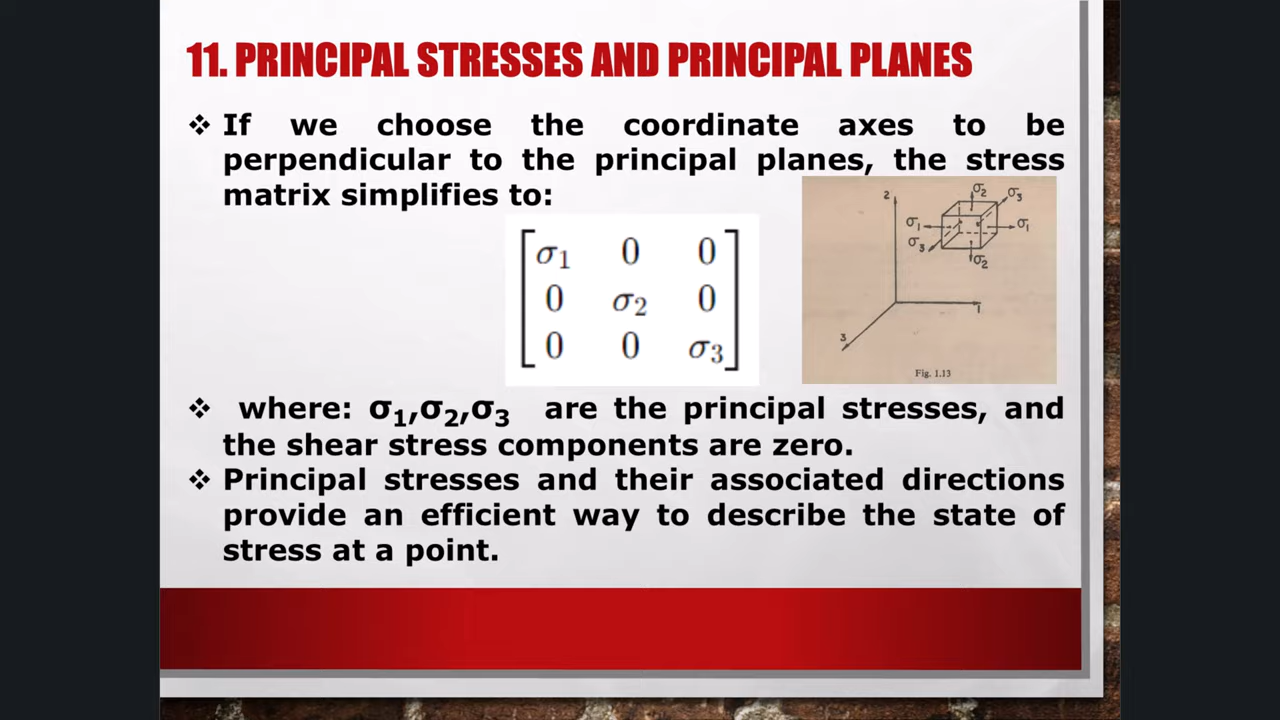 11. PRINCIPAL STRESSES AND PRINCIPAL PLANES
❖ If we choose the coordinate axes to be
perpendicular to the principal planes, the stress
matrix simplifies to:
σ1 0 0
0 σ2 0
0 0 σ3
2
σ2
σ3
σ1
σ1
σ3
σ2
1
3
Fig. 1.13
❖ where: σ1,σ2,σ3 are the principal stresses, and
the shear stress components are zero.
❖ Principal stresses and their associated directions
provide an efficient way to describe the state of
stress at a point.